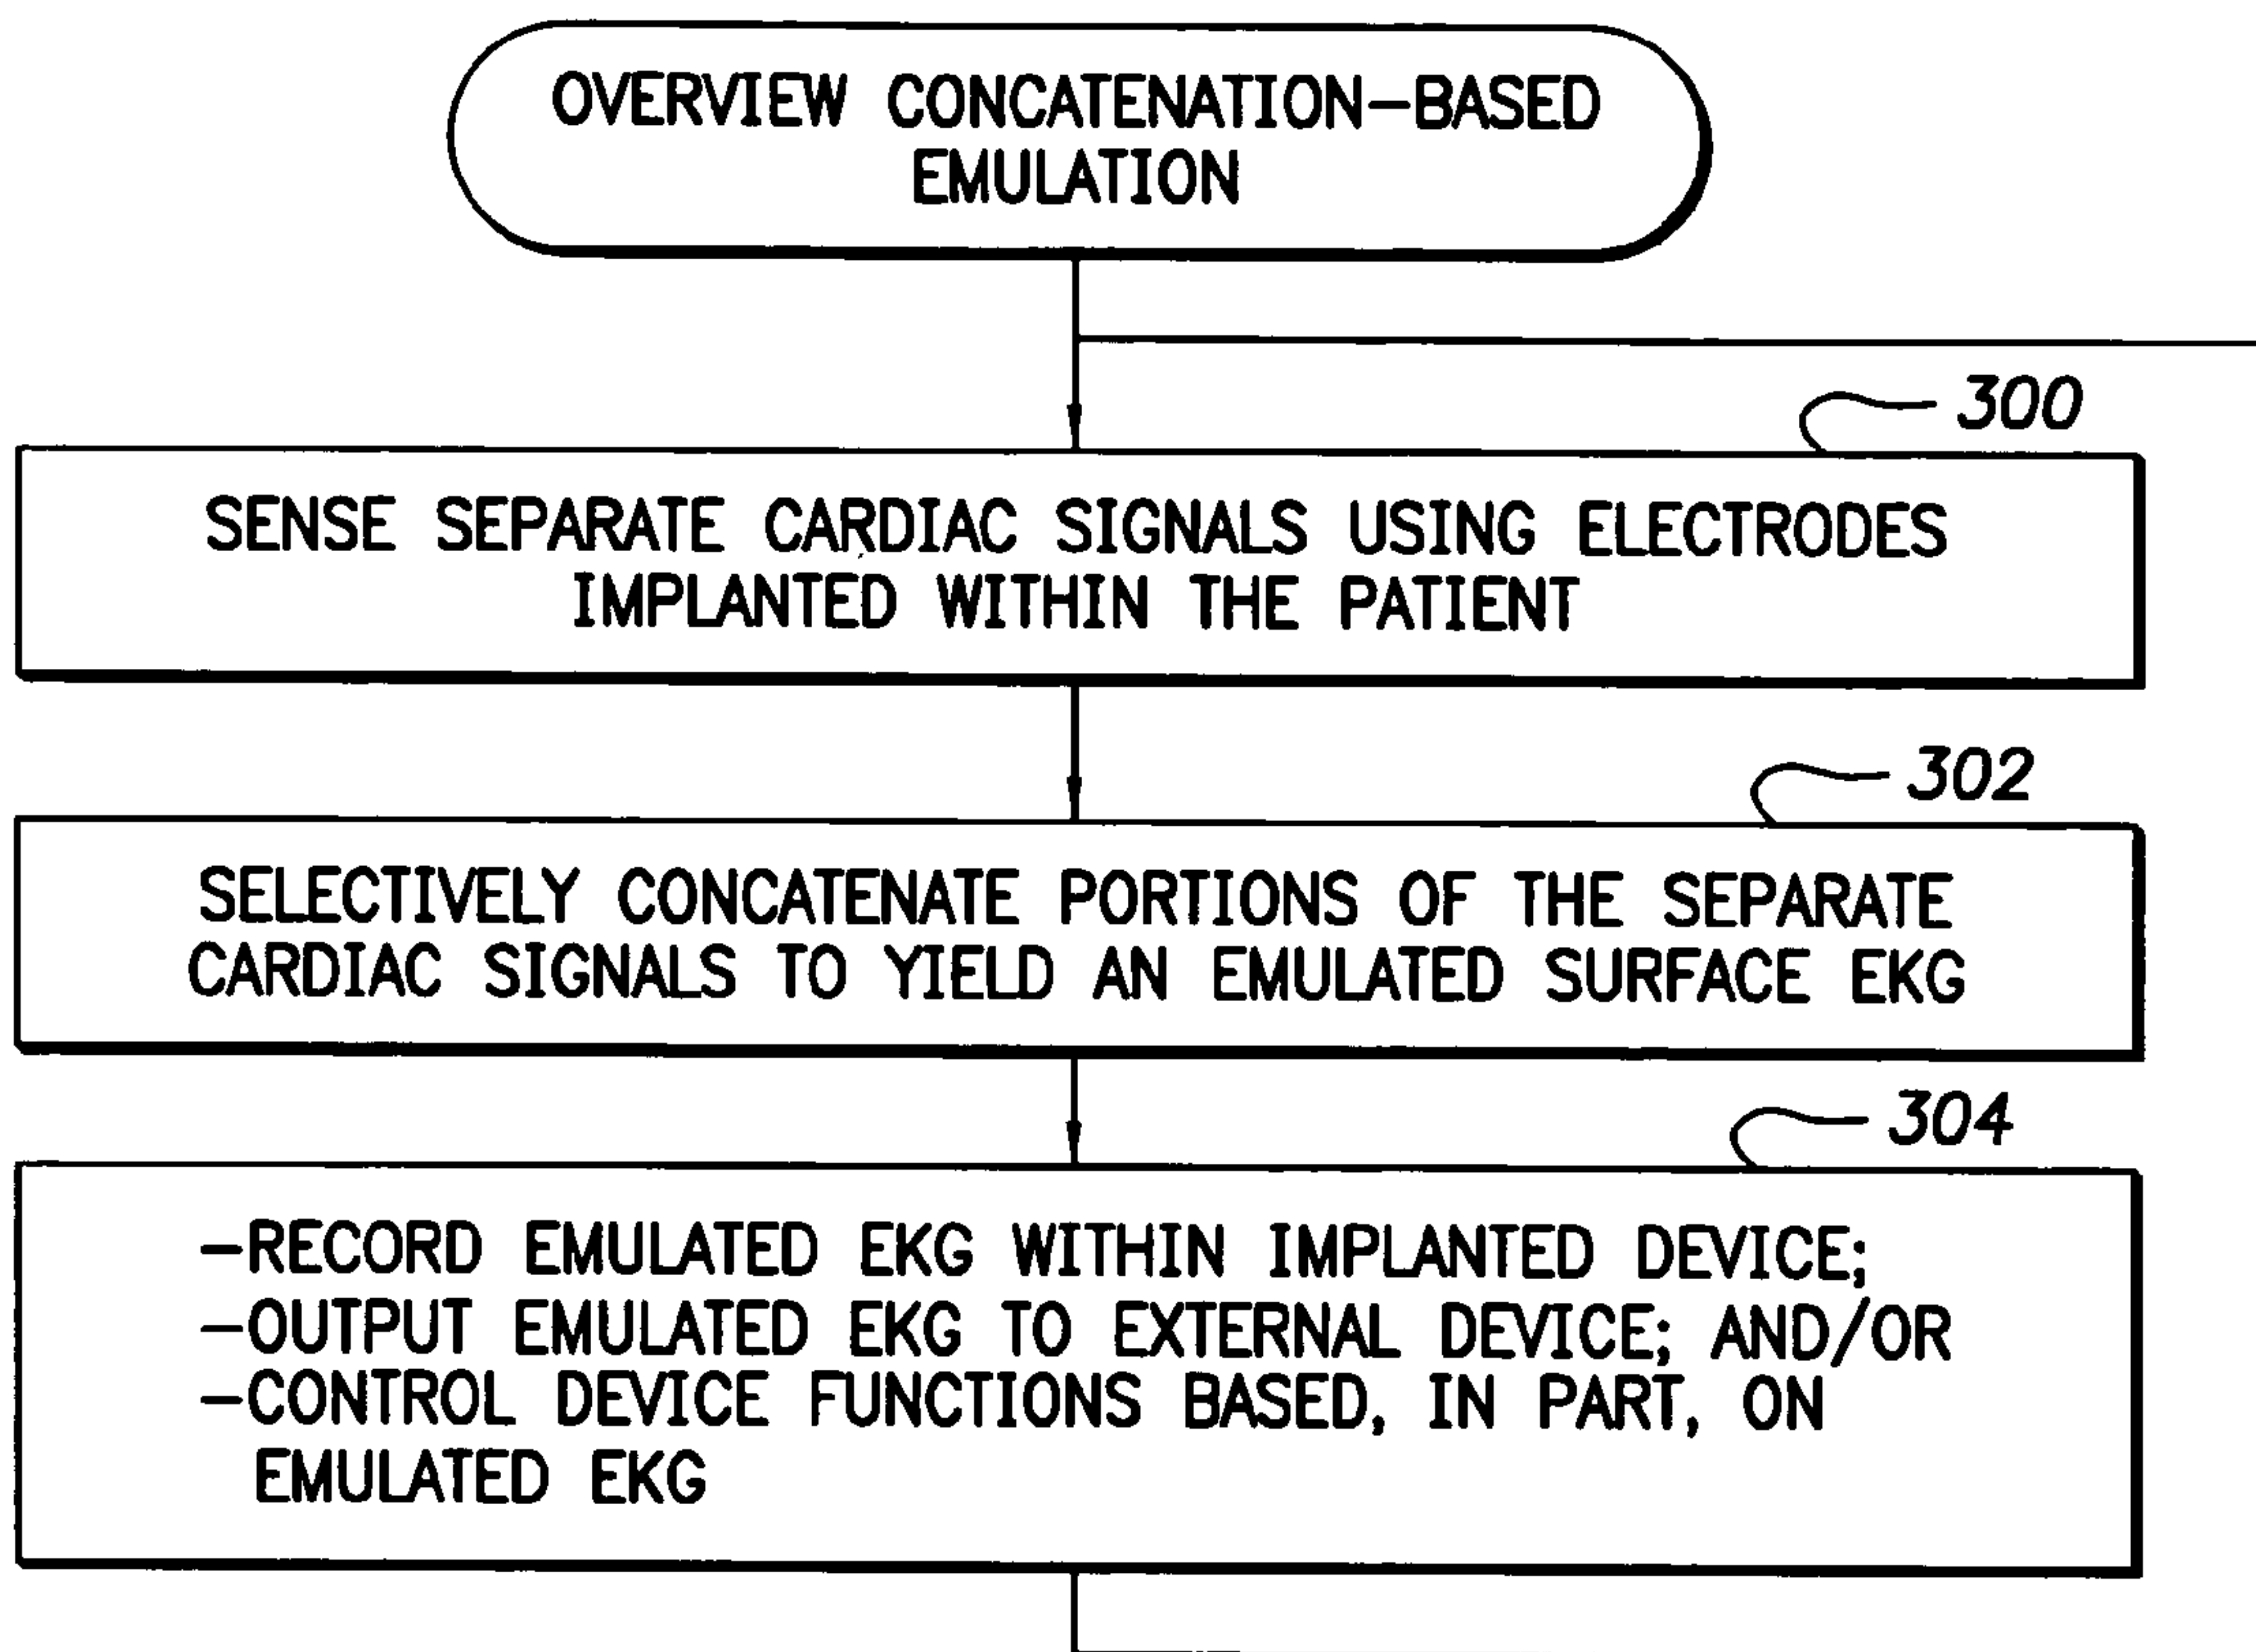 OVERVIEW CONCATENATION-BASED
EMULATION
300
SENSE SEPARATE CARDIAC SIGNALS USING ELECTRODES
IMPLANTED WITHIN THE PATIENT
302
SELECTIVELY CONCATENATE PORTIONS OF THE SEPARATE
CARDIAC SIGNALS TO YIELD AN EMULATED SURFACE EKG
304
-RECORD EMULATED EKG WITHIN IMPLANTED DEVICE;
-OUTPUT EMULATED EKG TO EXTERNAL DEVICE; AND/OR
-CONTROL DEVICE FUNCTIONS BASED, IN PART, ON
EMULATED EKG